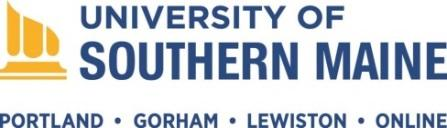 UNIVERSITY OF
SOUTHERN MAINE
PORTLAND • GORHAM • LEWISTON • ONLINE